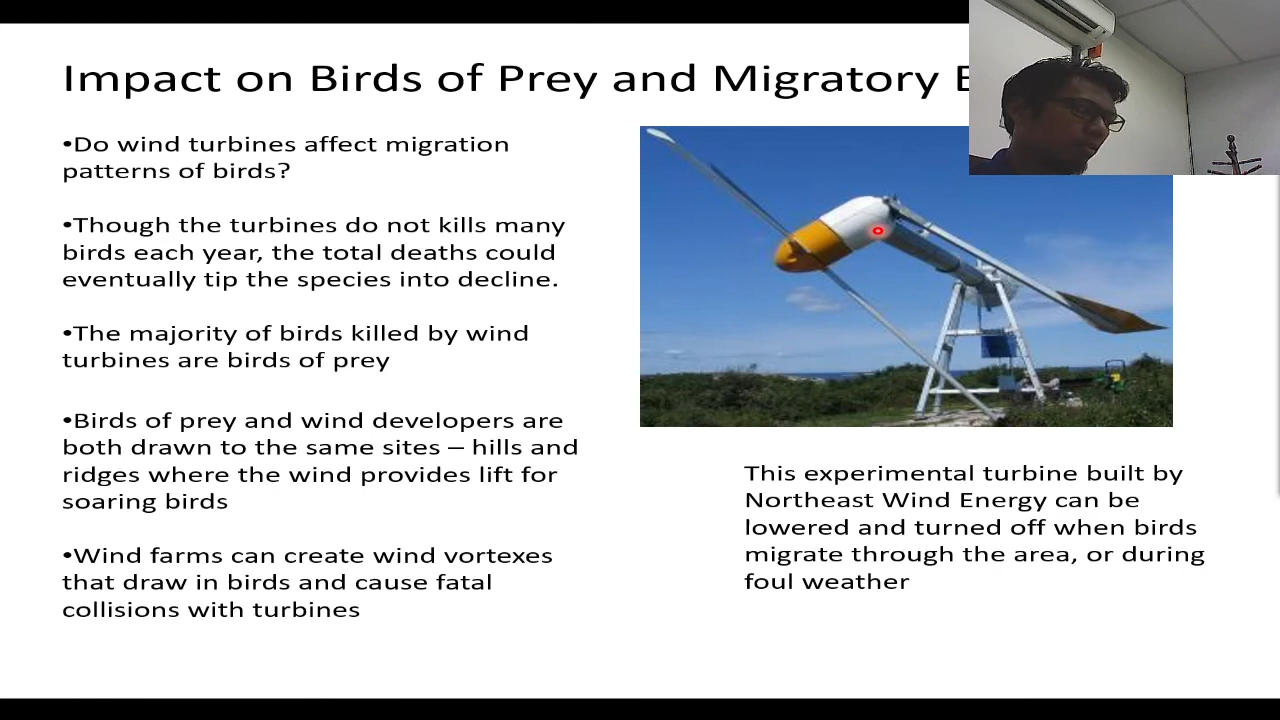 Impact on Birds of Prey and Migratory
•Do wind turbines affect migration
patterns of birds?
•Though the turbines do not kills many
birds each year, the total deaths could
eventually tip the species into decline.
•The majority of birds killed by wind
turbines are birds of prey
•Birds of prey and wind developers are
both drawn to the same sites – hills and
ridges where the wind provides lift for
soaring birds
•Wind farms can create wind vortexes
that draw in birds and cause fatal
collisions with turbines
This experimental turbine built by
Northeast Wind Energy can be
lowered and turned off when birds
migrate through the area, or during
foul weather